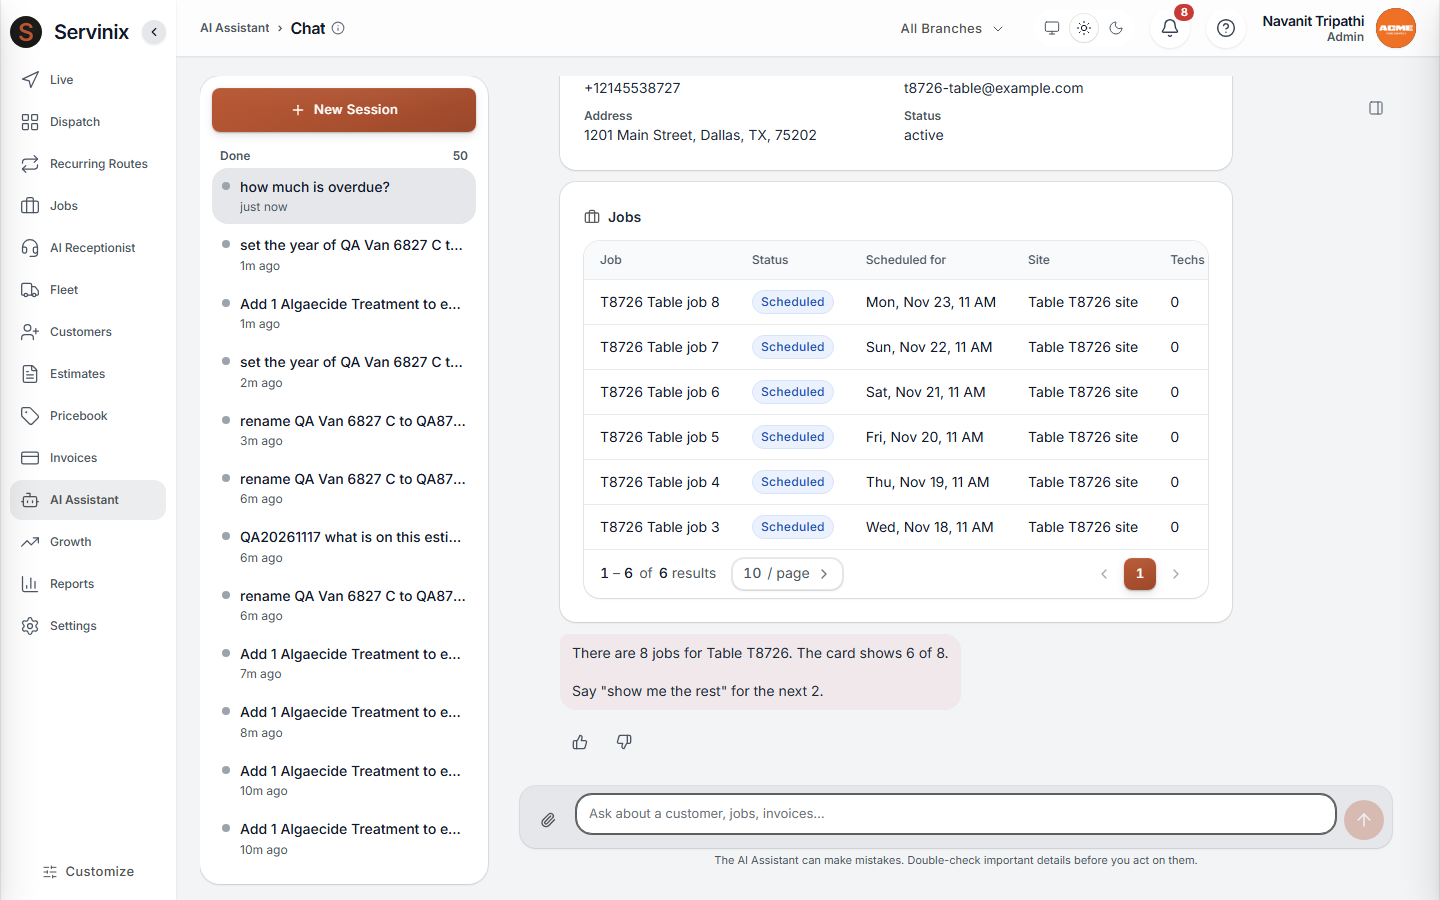 S Servinix
Live
Dispatch
Recurring Routes
Jobs
AI Receptionist
Fleet
Customers
Estimates
Pricebook
Invoices
AI Assistant
Growth
Reports
Settings
Customize
AI Assistant › Chat
All Branches
8
Navanit Tripathi
Admin
ACME
+ New Session
Done 50
how much is overdue?
just now
set the year of QA Van 6827 C t...
1m ago
Add 1 Algaecide Treatment to e...
1m ago
set the year of QA Van 6827 C t...
2m ago
rename QA Van 6827 C to QA87...
3m ago
rename QA Van 6827 C to QA87...
6m ago
QA20261117 what is on this esti...
6m ago
rename QA Van 6827 C to QA87...
6m ago
Add 1 Algaecide Treatment to e...
7m ago
Add 1 Algaecide Treatment to e...
8m ago
Add 1 Algaecide Treatment to e...
10m ago
Add 1 Algaecide Treatment to e...
10m ago
+12145538727 t8726-table@example.com
Address Status
1201 Main Street, Dallas, TX, 75202 active
Jobs
Job Status Scheduled for Site Techs
T8726 Table job 8 Scheduled Mon, Nov 23, 11 AM Table T8726 site 0
T8726 Table job 7 Scheduled Sun, Nov 22, 11 AM Table T8726 site 0
T8726 Table job 6 Scheduled Sat, Nov 21, 11 AM Table T8726 site 0
T8726 Table job 5 Scheduled Fri, Nov 20, 11 AM Table T8726 site 0
T8726 Table job 4 Scheduled Thu, Nov 19, 11 AM Table T8726 site 0
T8726 Table job 3 Scheduled Wed, Nov 18, 11 AM Table T8726 site 0
1 – 6 of 6 results 10 / page 1
There are 8 jobs for Table T8726. The card shows 6 of 8.
Say "show me the rest" for the next 2.
Ask about a customer, jobs, invoices...
The AI Assistant can make mistakes. Double-check important details before you act on them.